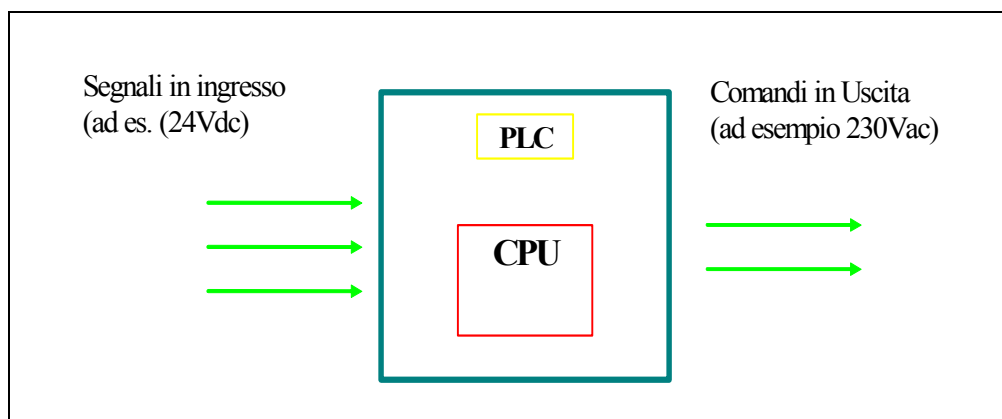 Segnali in ingresso
(ad es. (24Vdc)
PLC
CPU
Comandi in Uscita
(ad esempio 230Vac)